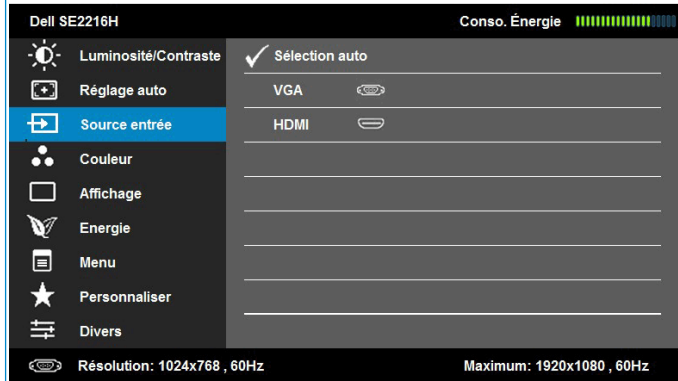 Dell SE2216H Conso. Énergie
Luminosité/Contraste Sélection auto
Réglage auto VGA
Source entrée HDMI
Couleur
Affichage
Energie
Menu
Personnaliser
Divers
Résolution: 1024x768 , 60Hz Maximum: 1920x1080 , 60Hz